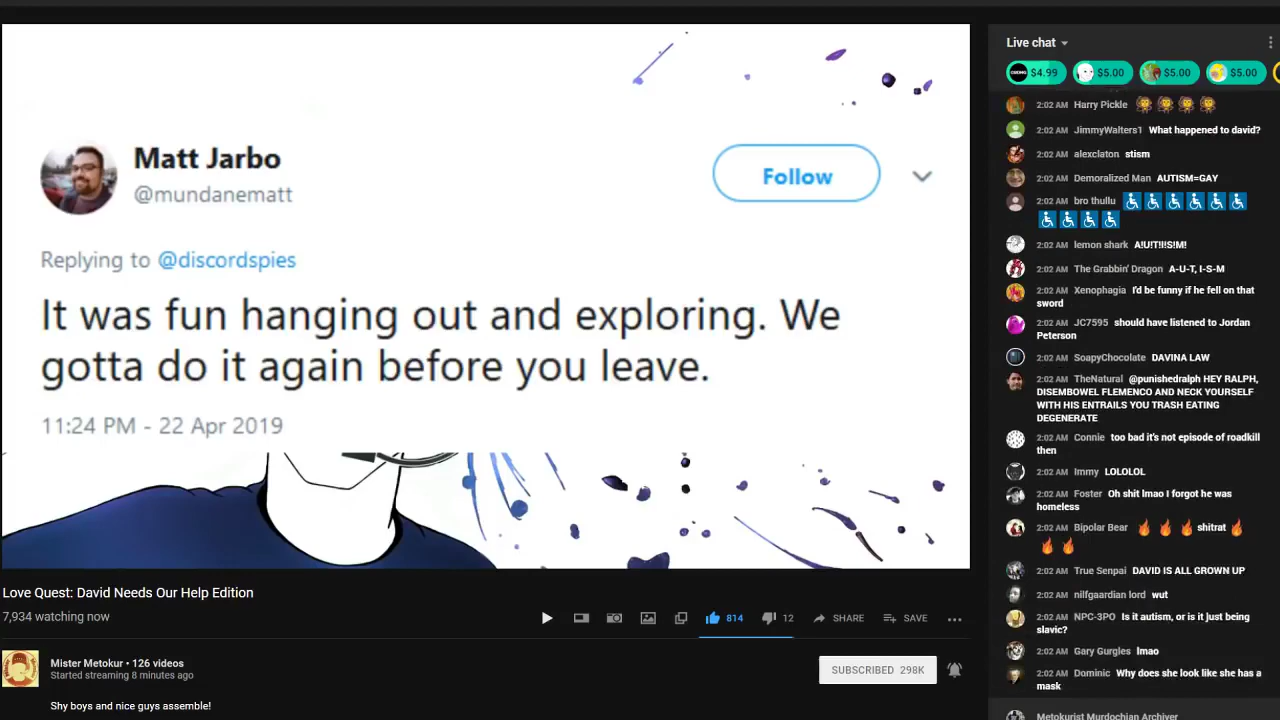 Matt Jarbo
@mundanematt
Follow
Replying to @discordspies
It was fun hanging out and exploring. We
gotta do it again before you leave.
11:24 PM - 22 Apr 2019
Love Quest: David Needs Our Help Edition
7,934 watching now
814
12
SHARE
SAVE
Mister Metokur • 126 videos
Started streaming 8 minutes ago
SUBSCRIBED 298K
Shy boys and nice guys assemble!
Live chat
$4.99
$5.00
$5.00
$5.00
2:02 AM Harry Pickle
2:02 AM JimmyWalters1 What happened to david?
2:02 AM alexclaton stism
2:02 AM Demoralized Man AUTISM=GAY
2:02 AM bro thullu
2:02 AM lemon shark A!U!T!I!S!M!
2:02 AM The Grabbin' Dragon A-U-T, I-S-M
2:02 AM Xenophagia I'd be funny if he fell on that
sword
2:02 AM JC7595 should have listened to Jordan
Peterson
2:02 AM SoapyChocolate DAVINA LAW
2:02 AM TheNatural @punishedralph HEY RALPH,
DISEMBOWEL FLEMENCO AND NECK YOURSELF
WITH HIS ENTRAILS YOU TRASH EATING
DEGENERATE
2:02 AM Connie too bad it's not episode of roadkill
then
2:02 AM Immy LOLOLOL
2:02 AM Foster Oh shit lmao I forgot he was
homeless
2:02 AM Bipolar Bear 🔥 🔥 🔥 shitrat 🔥
🔥 🔥
2:02 AM True Senpai DAVID IS ALL GROWN UP
2:02 AM nilfgaardian lord wut
2:02 AM NPC-3PO Is it autism, or is it just being
slavic?
2:02 AM Gary Gurgles lmao
2:02 AM Dominic Why does she look like she has a
mask
Metokurist Murdochian Archiver